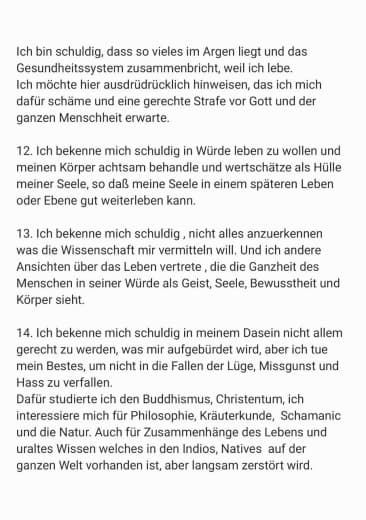 Ich bin schuldig, dass so vieles im Argen liegt und das
Gesundheitssystem zusammenbricht, weil ich lebe.
Ich möchte hier ausdrüdrücklich hinweisen, das ich mich
dafür schäme und eine gerechte Strafe vor Gott und der
ganzen Menschheit erwarte.

12. Ich bekenne mich schuldig in Würde leben zu wollen und
meinen Körper achtsam behandle und wertschätze als Hülle
meiner Seele, so daß meine Seele in einem späteren Leben
oder Ebene gut weiterleben kann.

13. Ich bekenne mich schuldig , nicht alles anzuerkennen
was die Wissenschaft mir vermitteln will. Und ich andere
Ansichten über das Leben vertrete , die die Ganzheit des
Menschen in seiner Würde als Geist, Seele, Bewusstheit und
Körper sieht.

14. Ich bekenne mich schuldig in meinem Dasein nicht allem
gerecht zu werden, was mir aufgebürdet wird, aber ich tue
mein Bestes, um nicht in die Fallen der Lüge, Missgunst und
Hass zu verfallen.
Dafür studierte ich den Buddhismus, Christentum, ich
interessiere mich für Philosophie, Kräuterkunde,  Schamanic
und die Natur. Auch für Zusammenhänge des Lebens und
uraltes Wissen welches in den Indios, Natives  auf der
ganzen Welt vorhanden ist, aber langsam zerstört wird.